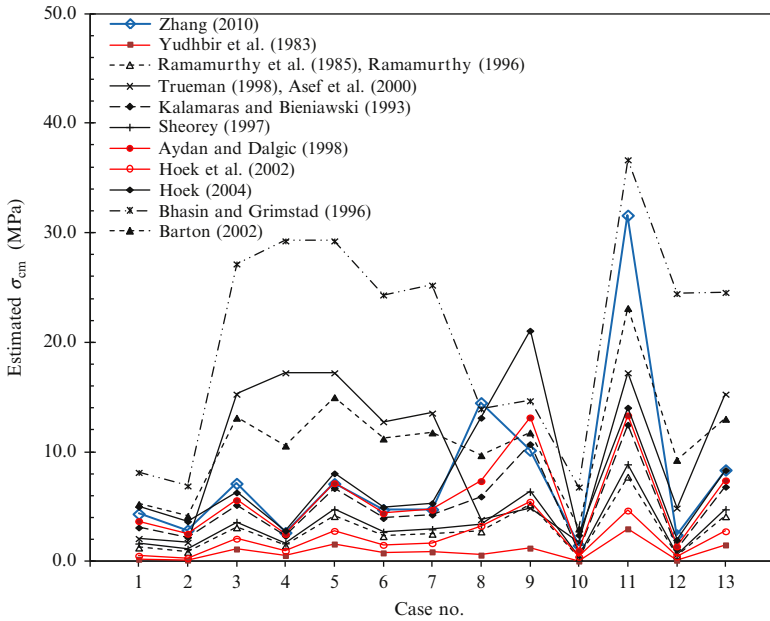 50.0
40.0
30.0
20.0
10.0
0.0
Estimated σcm (MPa)
Zhang (2010)
Yudhbir et al. (1983)
Ramamurthy et al. (1985), Ramamurthy (1996)
Trueman (1998), Asef et al. (2000)
Kalamaras and Bieniawski (1993)
Sheorey (1997)
Aydan and Dalgic (1998)
Hoek et al. (2002)
Hoek (2004)
Bhasin and Grimstad (1996)
Barton (2002)
1 2 3 4 5 6 7 8 9 10 11 12 13
Case no.